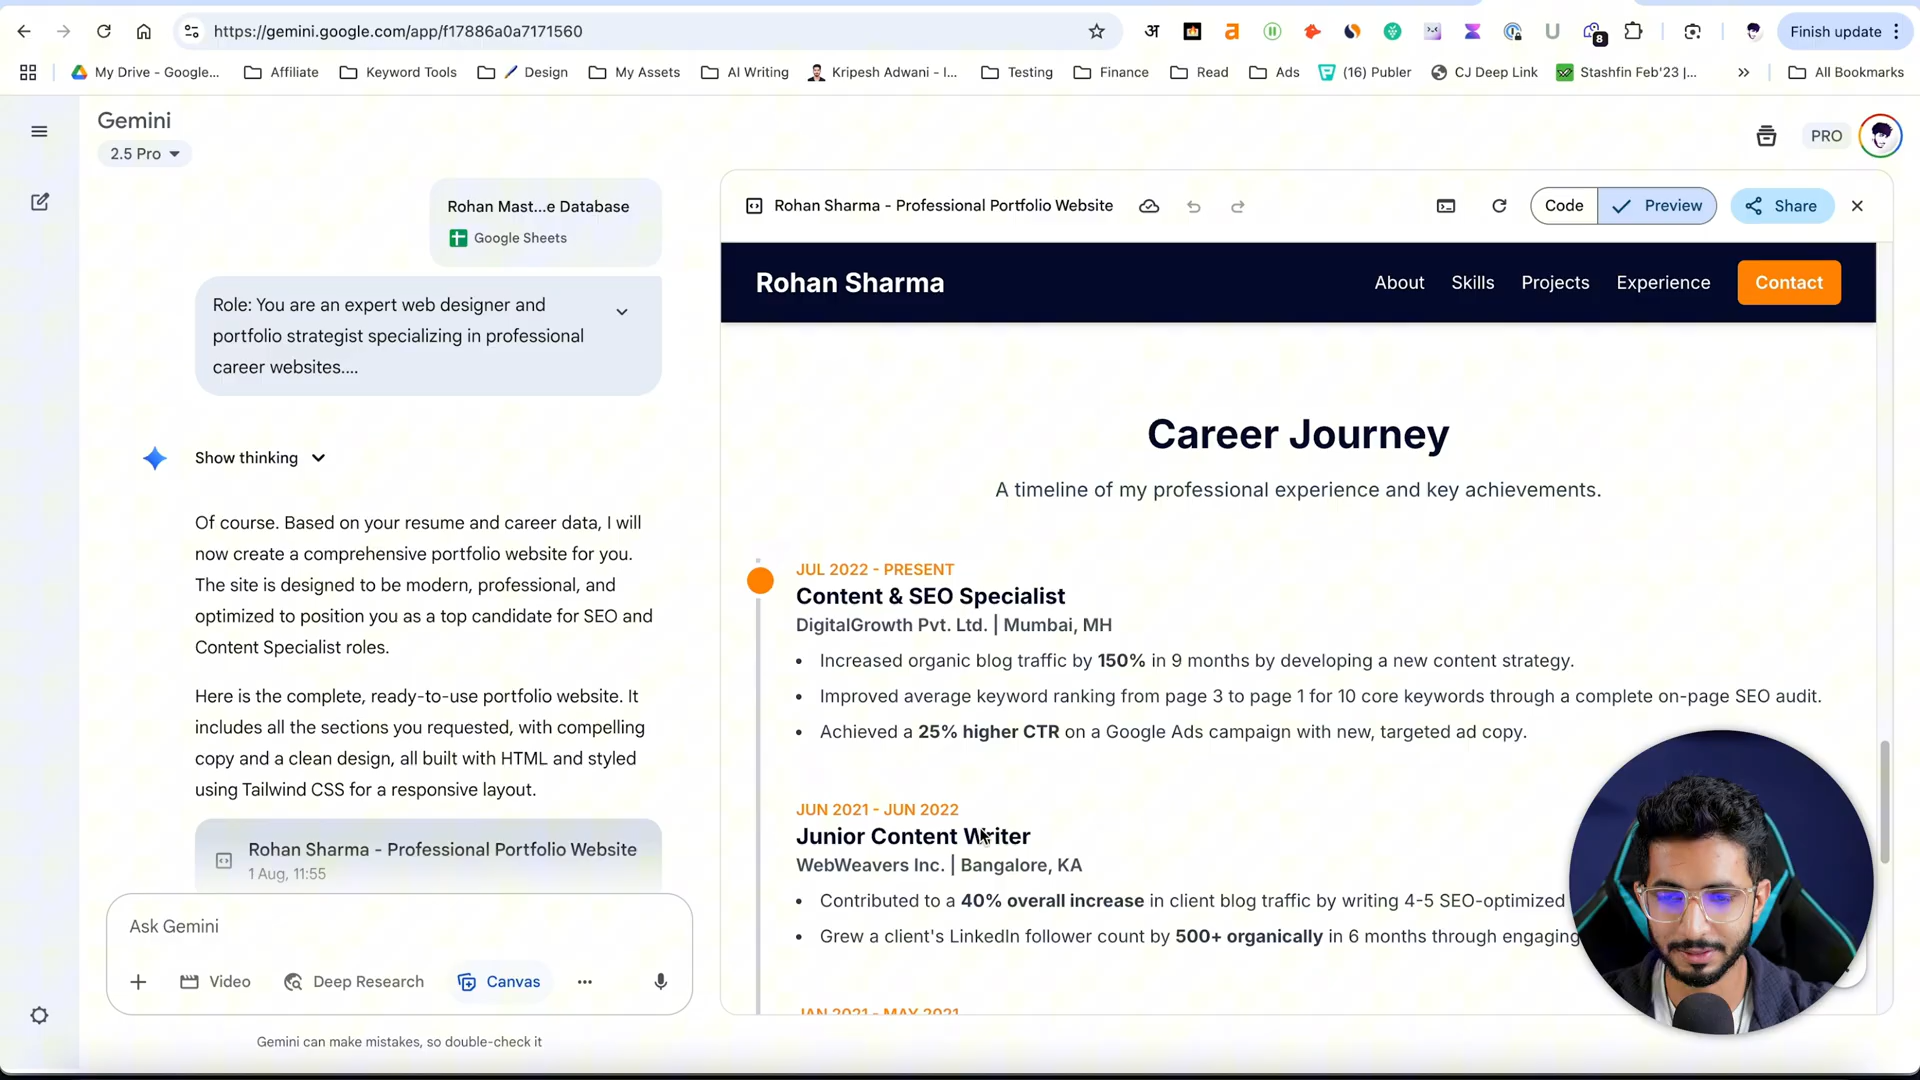 https://gemini.google.com/app/f17886a0a7171560
Finish update
8
My Drive - Google...
Affiliate
Keyword Tools
Design
My Assets
AI Writing
Kripesh Adwani - I...
Testing
Finance
Read
Ads
(16) Publer
CJ Deep Link
Stashfin Feb'23 |...
All Bookmarks
Gemini
2.5 Pro
PRO
Rohan Mast...e Database
Google Sheets
Role: You are an expert web designer and
portfolio strategist specializing in professional
career websites....
Show thinking
Of course. Based on your resume and career data, I will
now create a comprehensive portfolio website for you.
The site is designed to be modern, professional, and
optimized to position you as a top candidate for SEO and
Content Specialist roles.
Here is the complete, ready-to-use portfolio website. It
includes all the sections you requested, with compelling
copy and a clean design, all built with HTML and styled
using Tailwind CSS for a responsive layout.
Rohan Sharma - Professional Portfolio Website
1 Aug, 11:55
Ask Gemini
Video
Deep Research
Canvas
Gemini can make mistakes, so double-check it
Rohan Sharma - Professional Portfolio Website
Code
Preview
Share
Rohan Sharma
About
Skills
Projects
Experience
Contact
Career Journey
A timeline of my professional experience and key achievements.
JUL 2022 - PRESENT
Content & SEO Specialist
DigitalGrowth Pvt. Ltd. | Mumbai, MH
• Increased organic blog traffic by 150% in 9 months by developing a new content strategy.
• Improved average keyword ranking from page 3 to page 1 for 10 core keywords through a complete on-page SEO audit.
• Achieved a 25% higher CTR on a Google Ads campaign with new, targeted ad copy.
JUN 2021 - JUN 2022
Junior Content Writer
WebWeavers Inc. | Bangalore, KA
• Contributed to a 40% overall increase in client blog traffic by writing 4-5 SEO-optimized
• Grew a client's LinkedIn follower count by 500+ organically in 6 months through engaging
JAN 2021 - MAY 2021